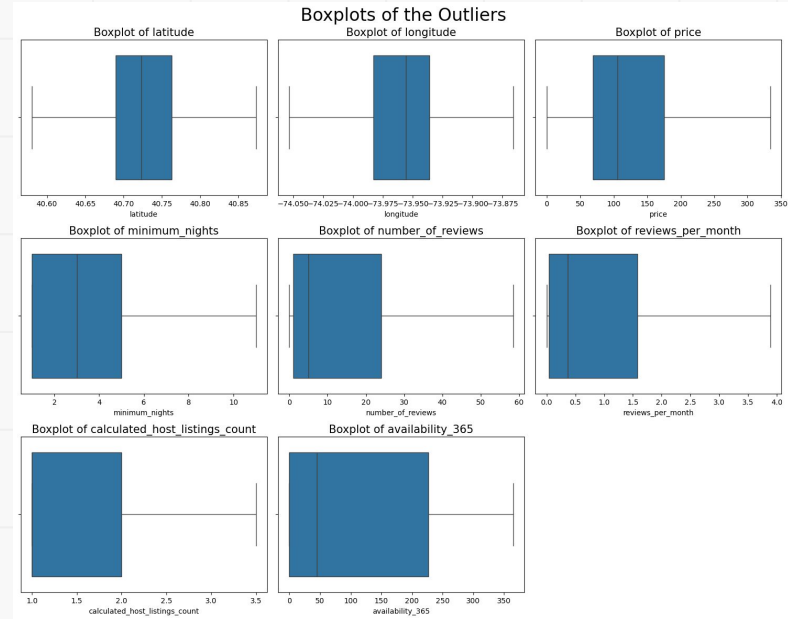 Boxplots of the Outliers
Boxplot of latitude
Boxplot of longitude
Boxplot of price
40.60 40.65 40.70 40.75 40.80 40.85
−74.050 −74.025 −74.000 −73.975 −73.950 −73.925 −73.900 −73.875
0 50 100 150 200 250 300 350
latitude
longitude
price
Boxplot of minimum_nights
Boxplot of number_of_reviews
Boxplot of reviews_per_month
2 4 6 8 10
0 10 20 30 40 50 60
0.0 0.5 1.0 1.5 2.0 2.5 3.0 3.5 4.0
minimum_nights
number_of_reviews
reviews_per_month
Boxplot of calculated_host_listings_count
Boxplot of availability_365
1.0 1.5 2.0 2.5 3.0 3.5
0 50 100 150 200 250 300 350
calculated_host_listings_count
availability_365